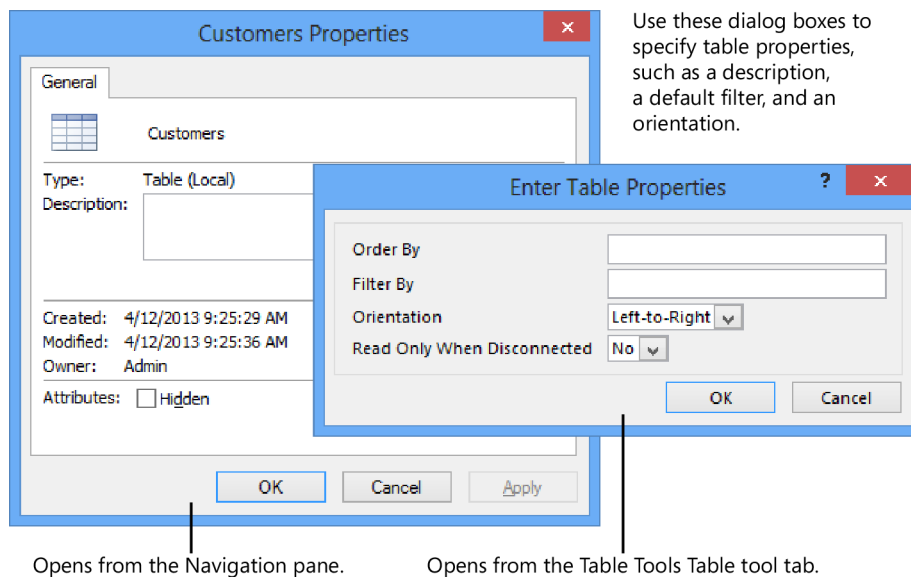 Customers Properties
General
Customers
Type: Table (Local)
Description:
Created: 4/12/2013 9:25:29 AM
Modified: 4/12/2013 9:25:36 AM
Owner: Admin
Attributes: Hidden
OK Cancel Apply
Use these dialog boxes to
specify table properties,
such as a description,
a default filter, and an
orientation.
Enter Table Properties ?
Order By
Filter By
Orientation Left-to-Right
Read Only When Disconnected No
OK Cancel
Opens from the Navigation pane.
Opens from the Table Tools Table tool tab.